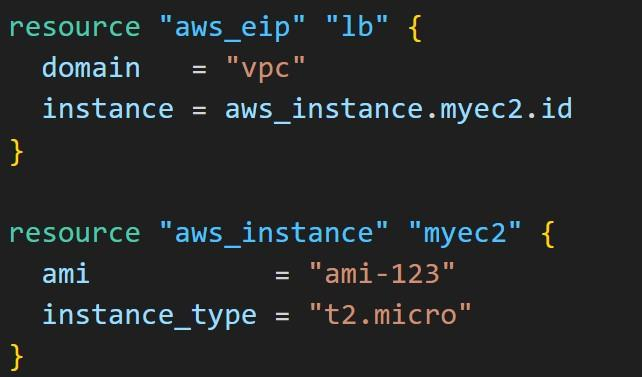 resource "aws_eip" "lb" {
  domain   = "vpc"
  instance = aws_instance.myec2.id
}

resource "aws_instance" "myec2" {
  ami           = "ami-123"
  instance_type = "t2.micro"
}